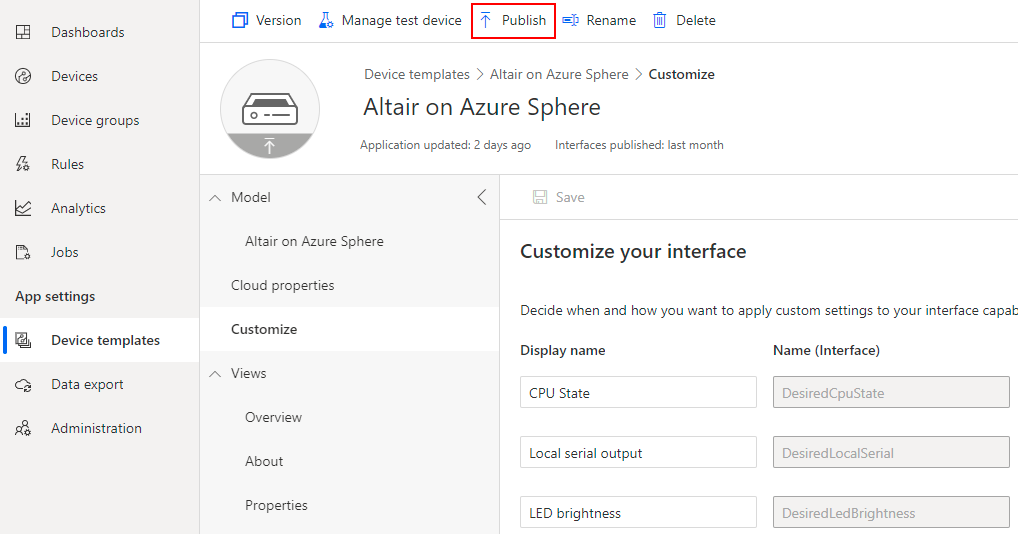 Version Manage test device Publish Rename Delete
Dashboards
Devices
Device groups
Rules
Analytics
Jobs
App settings
Device templates
Data export
Administration
Device templates > Altair on Azure Sphere > Customize
Altair on Azure Sphere
Application updated: 2 days ago Interfaces published: last month
Model
Altair on Azure Sphere
Cloud properties
Customize
Views
Overview
About
Properties
Save
Customize your interface
Decide when and how you want to apply custom settings to your interface capab
Display name Name (Interface)
CPU State DesiredCpuState
Local serial output DesiredLocalSerial
LED brightness DesiredLedBrightness